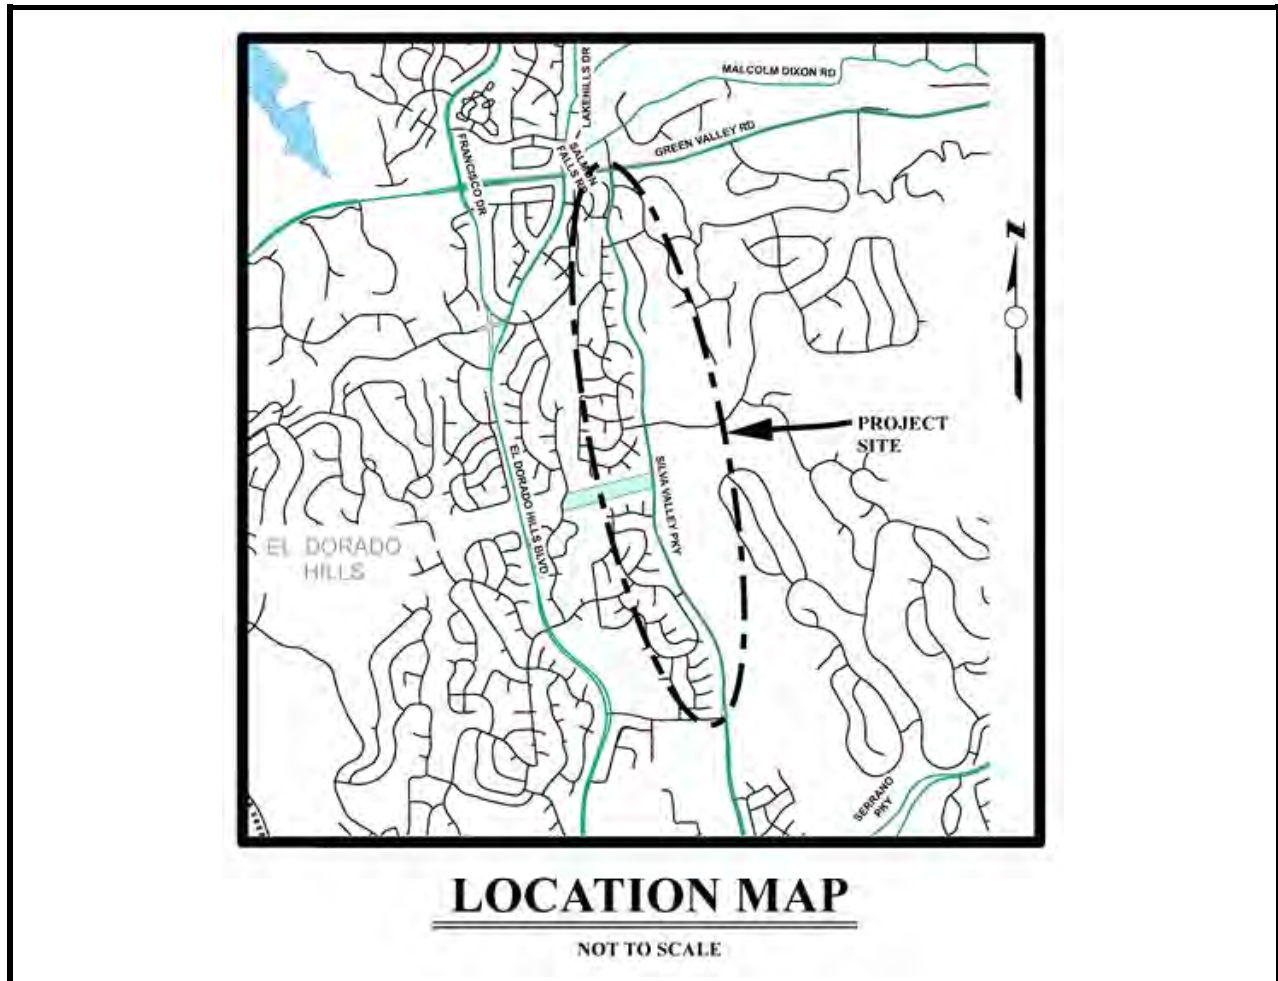 LAKEHILLS DR
MALCOLM DIXON RD
GREEN VALLEY RD
FRANCISCO DR
SALMON
FALLS RD
N
PROJECT
SITE
SILVA VALLEY PKY
EL DORADO HILLS BLVD
EL DORADO
HILLS
SERRANO
PKY
LOCATION MAP
NOT TO SCALE